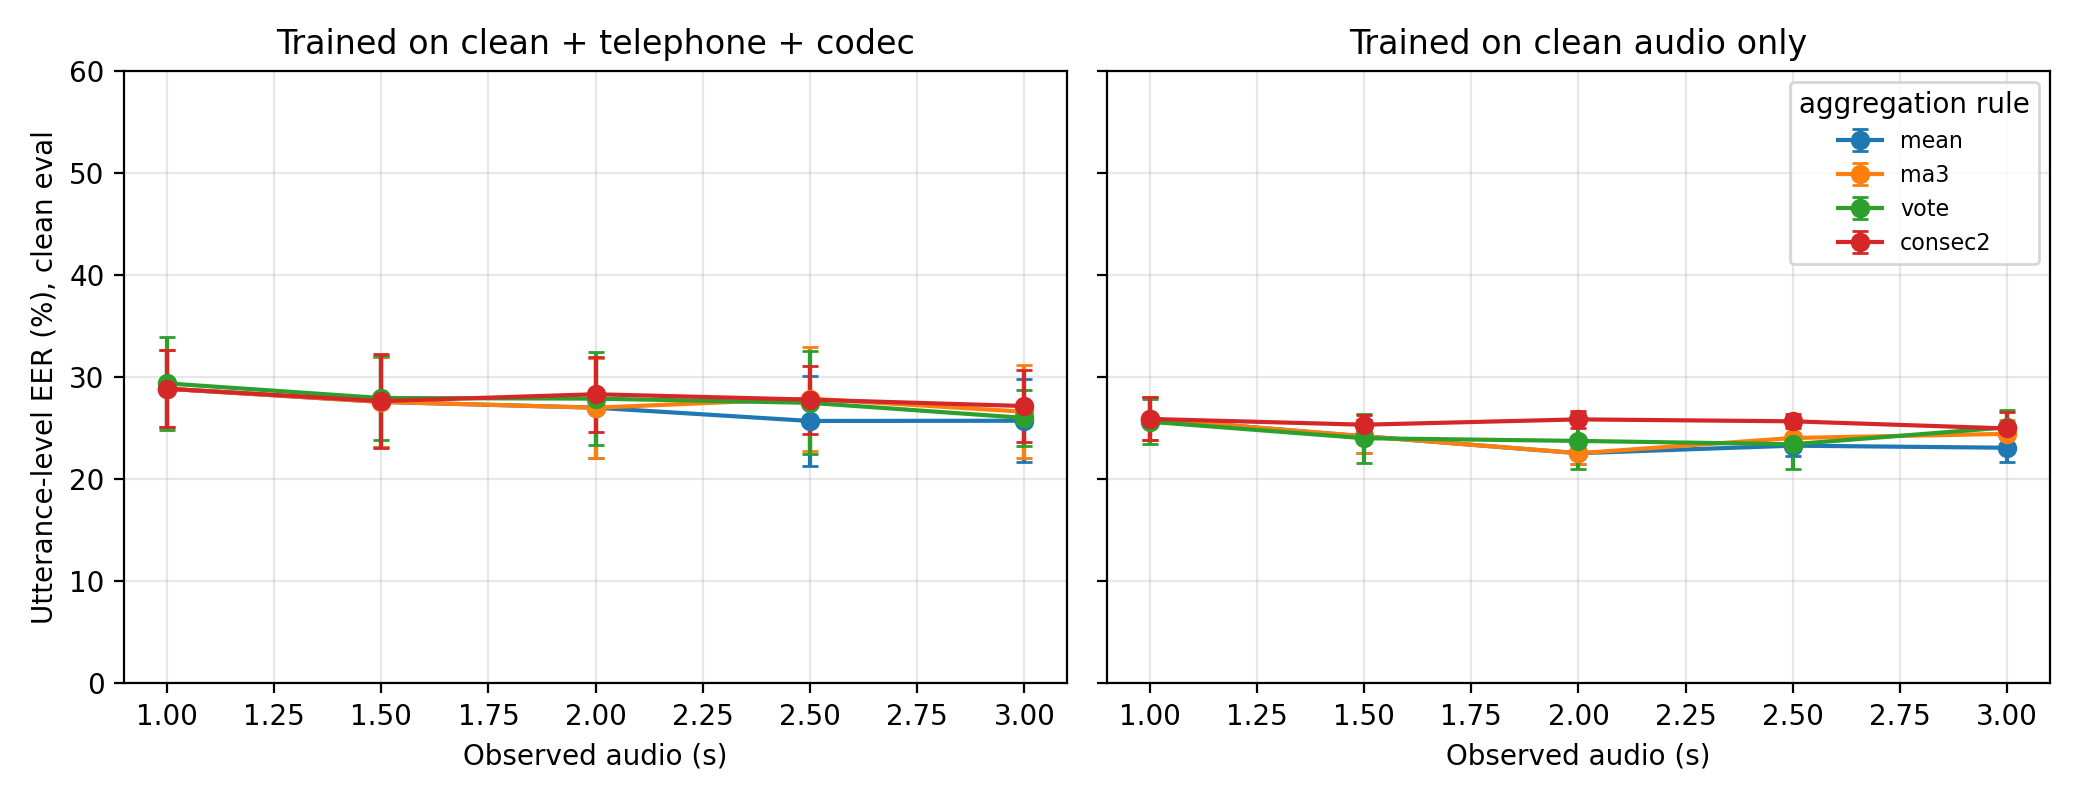 Trained on clean + telephone + codec
Trained on clean audio only
Utterance-level EER (%), clean eval
60
50
40
30
20
10
0
1.00 1.25 1.50 1.75 2.00 2.25 2.50 2.75 3.00
Observed audio (s)
aggregation rule
mean
ma3
vote
consec2
1.00 1.25 1.50 1.75 2.00 2.25 2.50 2.75 3.00
Observed audio (s)